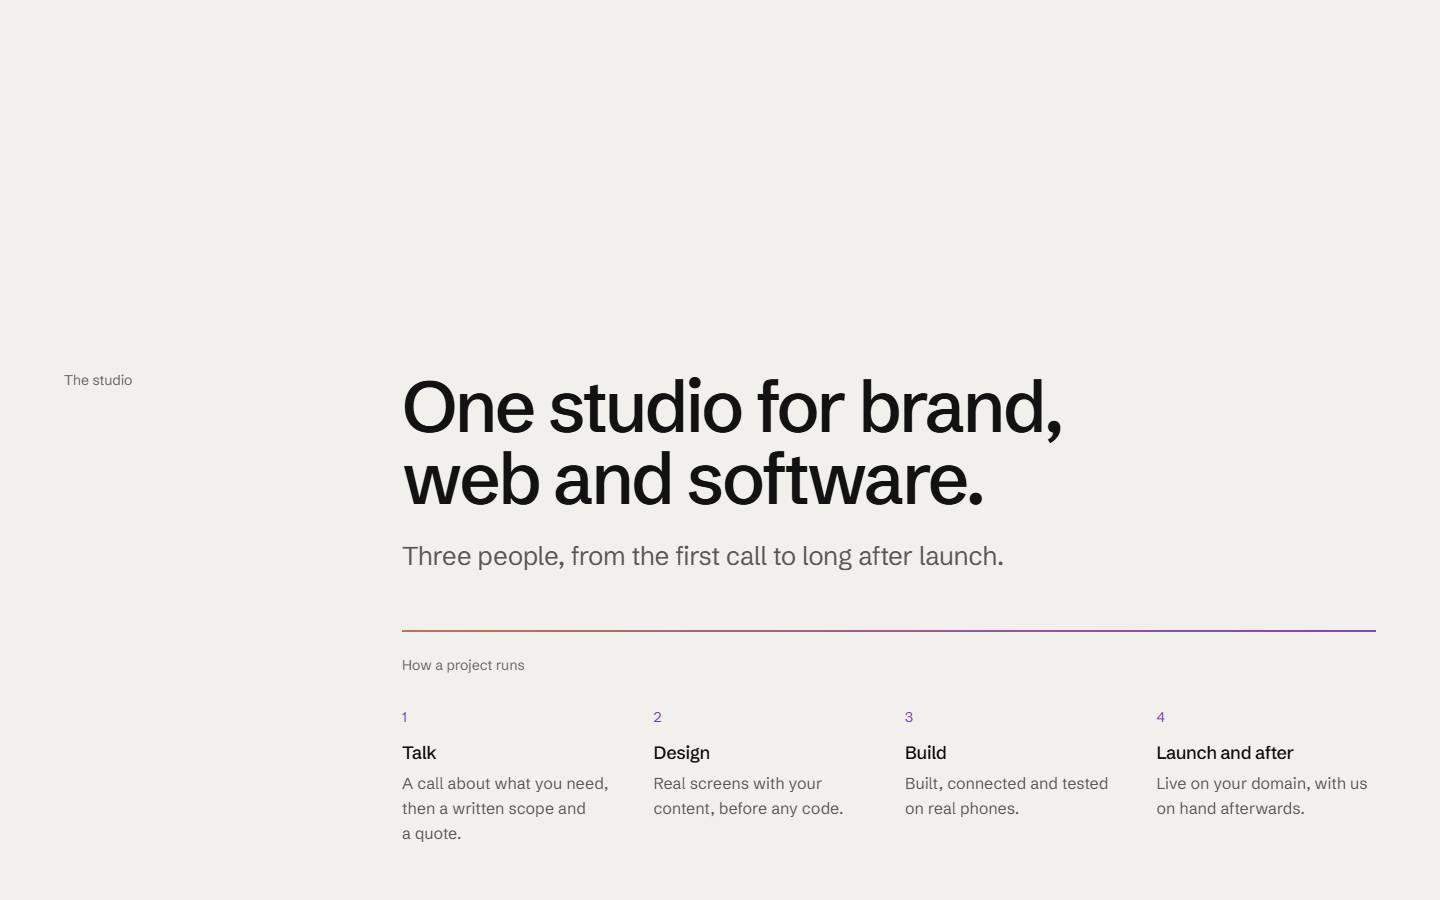 The studio
One studio for brand,
web and software.
Three people, from the first call to long after launch.
How a project runs
1
Talk
A call about what you need,
then a written scope and
a quote.
2
Design
Real screens with your
content, before any code.
3
Build
Built, connected and tested
on real phones.
4
Launch and after
Live on your domain, with us
on hand afterwards.